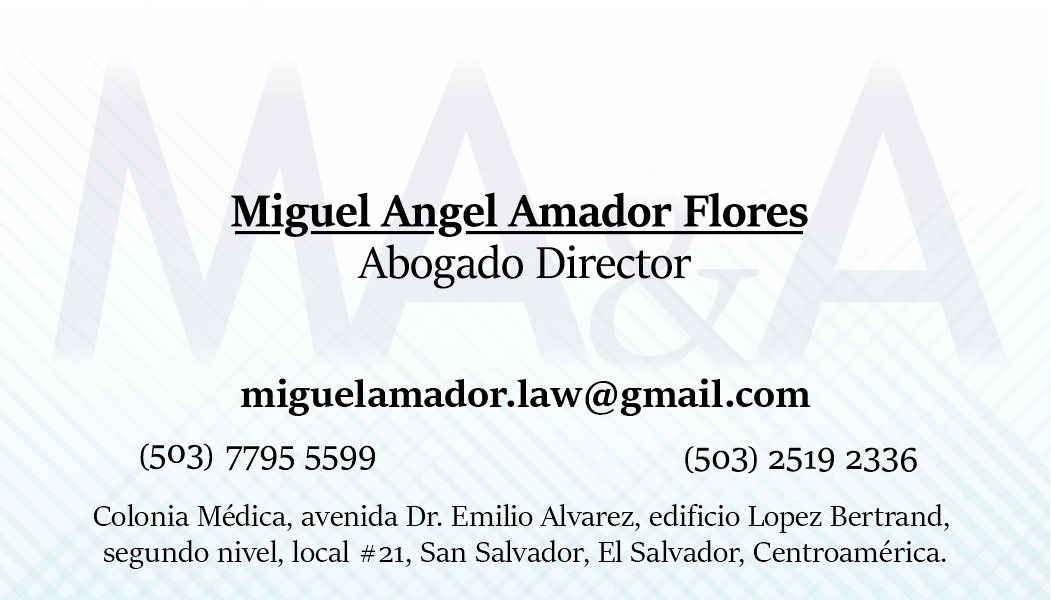 MA&A
Miguel Angel Amador Flores
Abogado Director
miguelamador.law@gmail.com
(503) 7795 5599 (503) 2519 2336
Colonia Médica, avenida Dr. Emilio Alvarez, edificio Lopez Bertrand,
segundo nivel, local #21, San Salvador, El Salvador, Centroamérica.